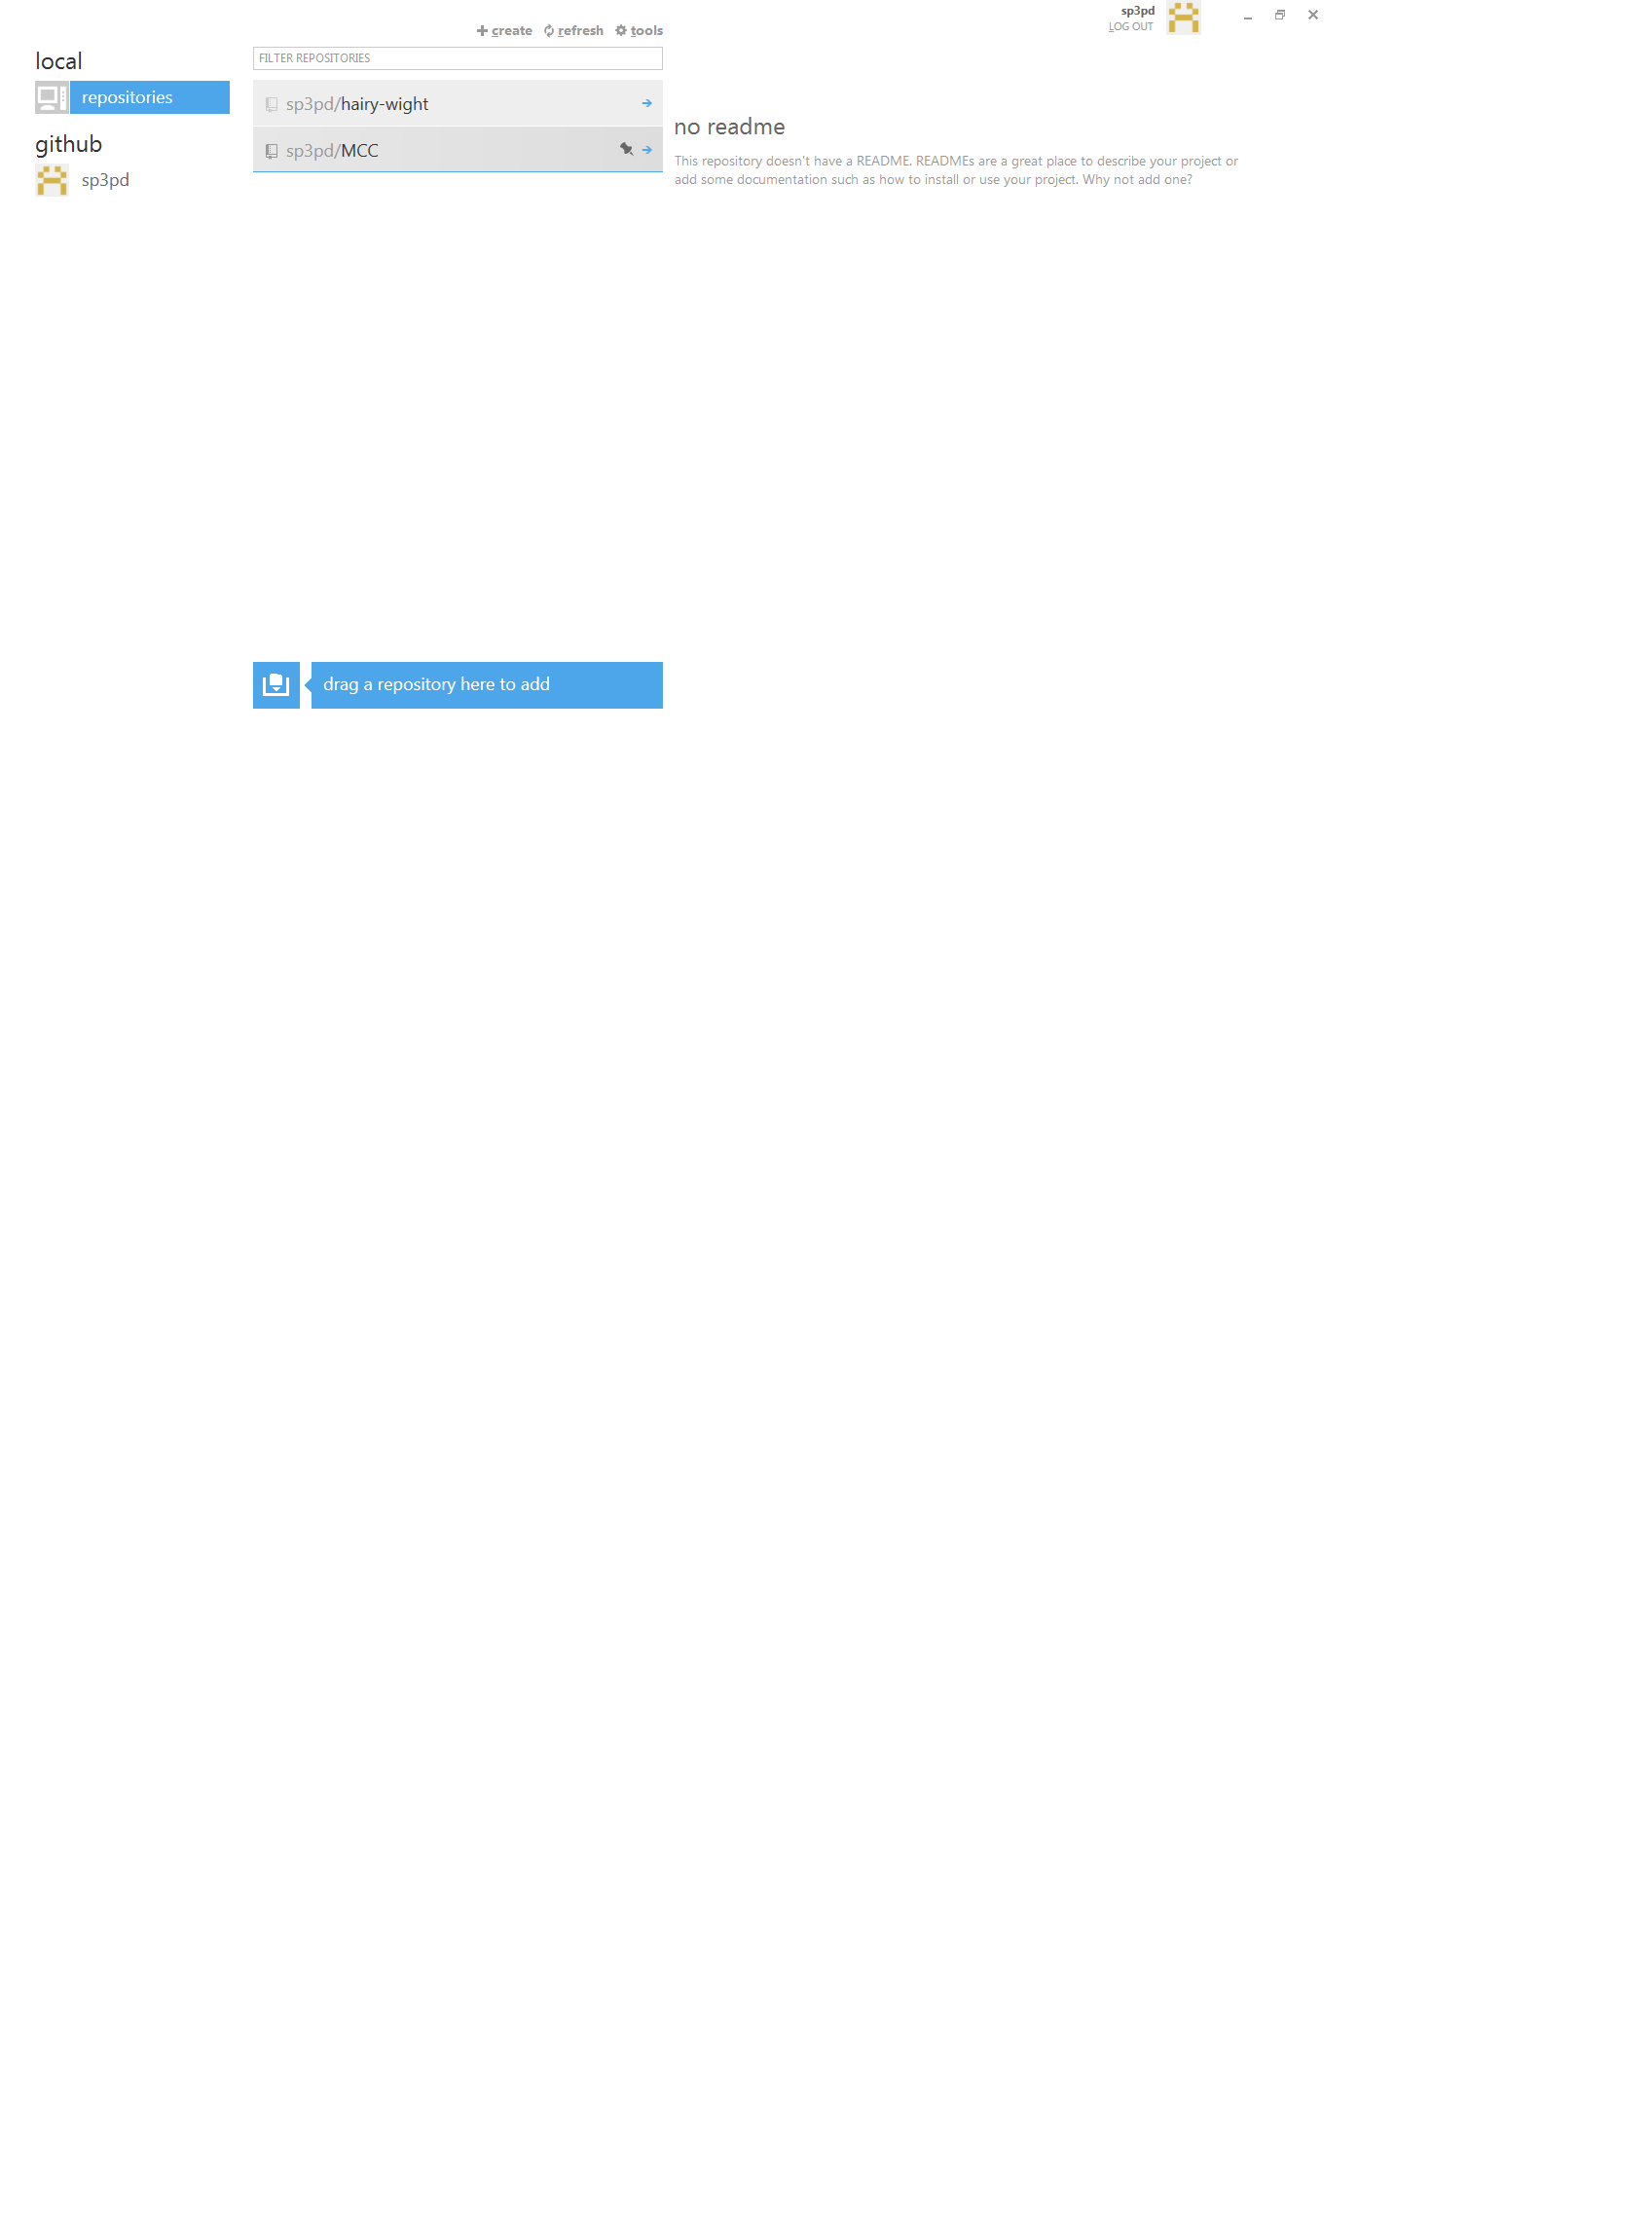 sp3pd
LOG OUT
create refresh tools
local
FILTER REPOSITORIES
repositories
sp3pd/hairy-wight
github
sp3pd/MCC
sp3pd
no readme
This repository doesn't have a README. READMEs are a great place to describe your project or
add some documentation such as how to install or use your project. Why not add one?
drag a repository here to add